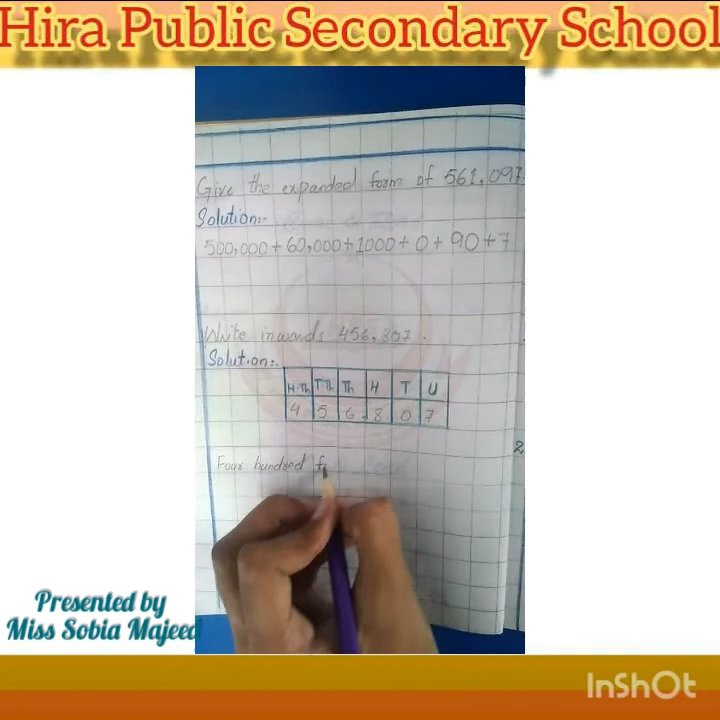 Hira Public Secondary School
Give the expanded form of 561,097.
Solution:-
500,000+60,000+1000+0+90+7
Write in words 456,807.
Solution:-
H.Th T.Th Th H T U
4 5 6 8 0 7
Four hundred f
2
Presented by
Miss Sobia Majeed
InShOt